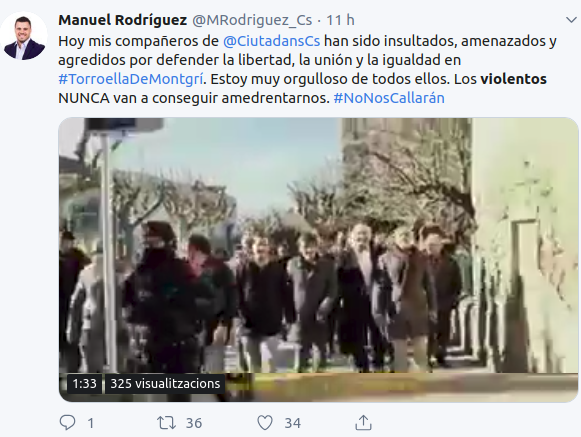 Manuel Rodríguez @MRodriguez_Cs · 11 h
Hoy mis compañeros de @CiutadansCs han sido insultados, amenazados y
agredidos por defender la libertad, la unión y la igualdad en
#TorroellaDeMontgrí. Estoy muy orgulloso de todos ellos. Los violentos
NUNCA van a conseguir amedrentarnos. #NoNosCallarán
1:33 325 visualitzacions
1 36 34